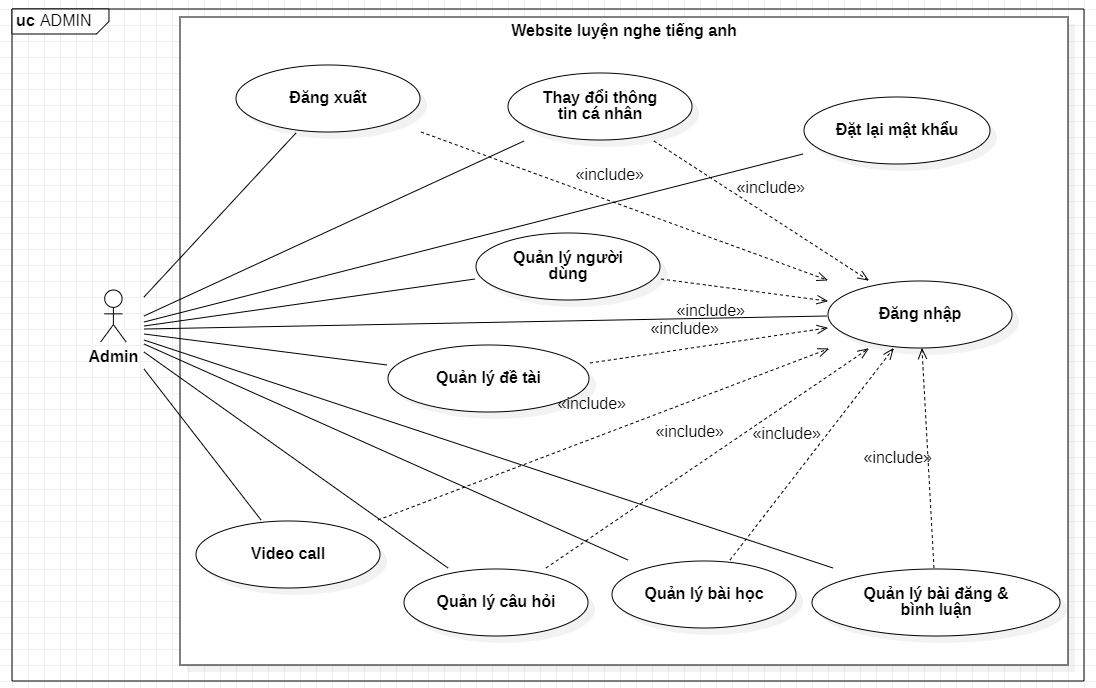 uc ADMIN
Website luyện nghe tiếng anh
Đăng xuất
Thay đổi thông
tin cá nhân
Đặt lại mật khẩu
«include»
«include»
Quản lý người
dùng
«include»
Đăng nhập
«include»
Admin
Quản lý đề tài
«include»
«include»
«include»
«include»
Video call
Quản lý câu hỏi
Quản lý bài học
Quản lý bài đăng &
bình luận